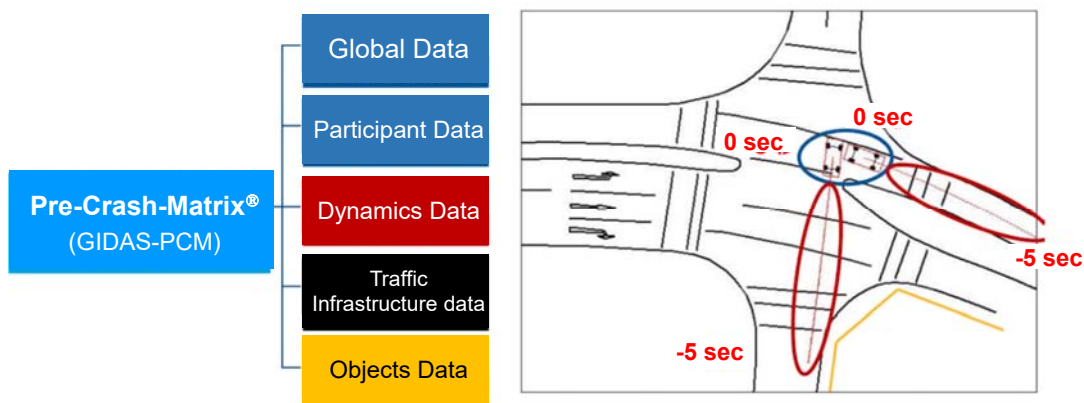 Pre-Crash-Matrix®
(GIDAS-PCM)
Global Data
Participant Data
Dynamics Data
Traffic
Infrastructure data
Objects Data
0 sec
0 sec
-5 sec
-5 sec